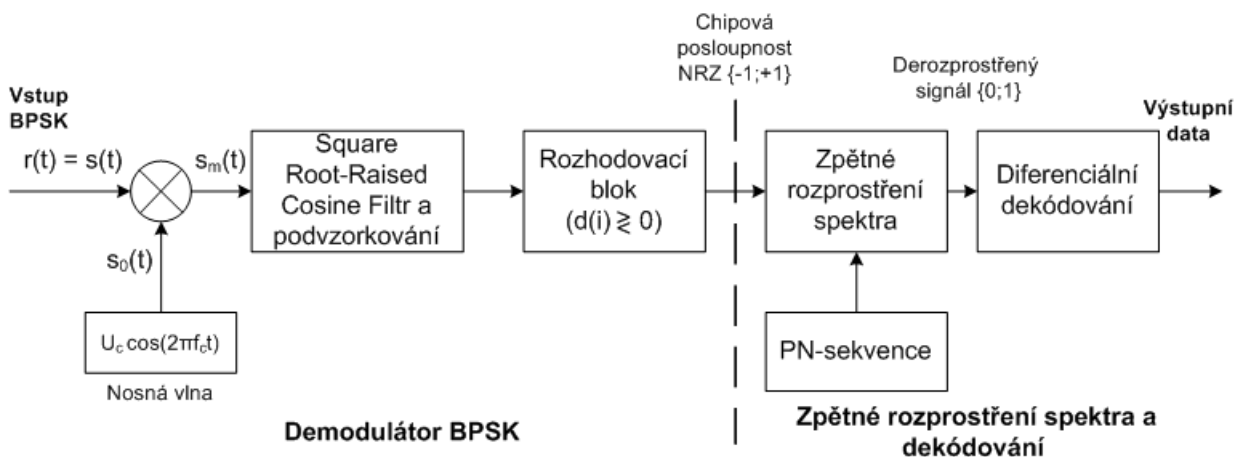 Chipová
posloupnost
NRZ {-1;+1}
Derozprostřený
signál {0;1}
Vstup
BPSK
Výstupní
data
r(t) = s(t)
s_m(t)
Square
Root-Raised
Cosine Filtr a
podvzorkování
Rozhodovací
blok
(d(i) ≷ 0)
Zpětné
rozprostření
spektra
Diferenciální
dekódování
s₀(t)
U_c cos(2πf_ct)
Nosná vlna
PN-sekvence
Demodulátor BPSK
Zpětné rozprostření spektra a
dekódování